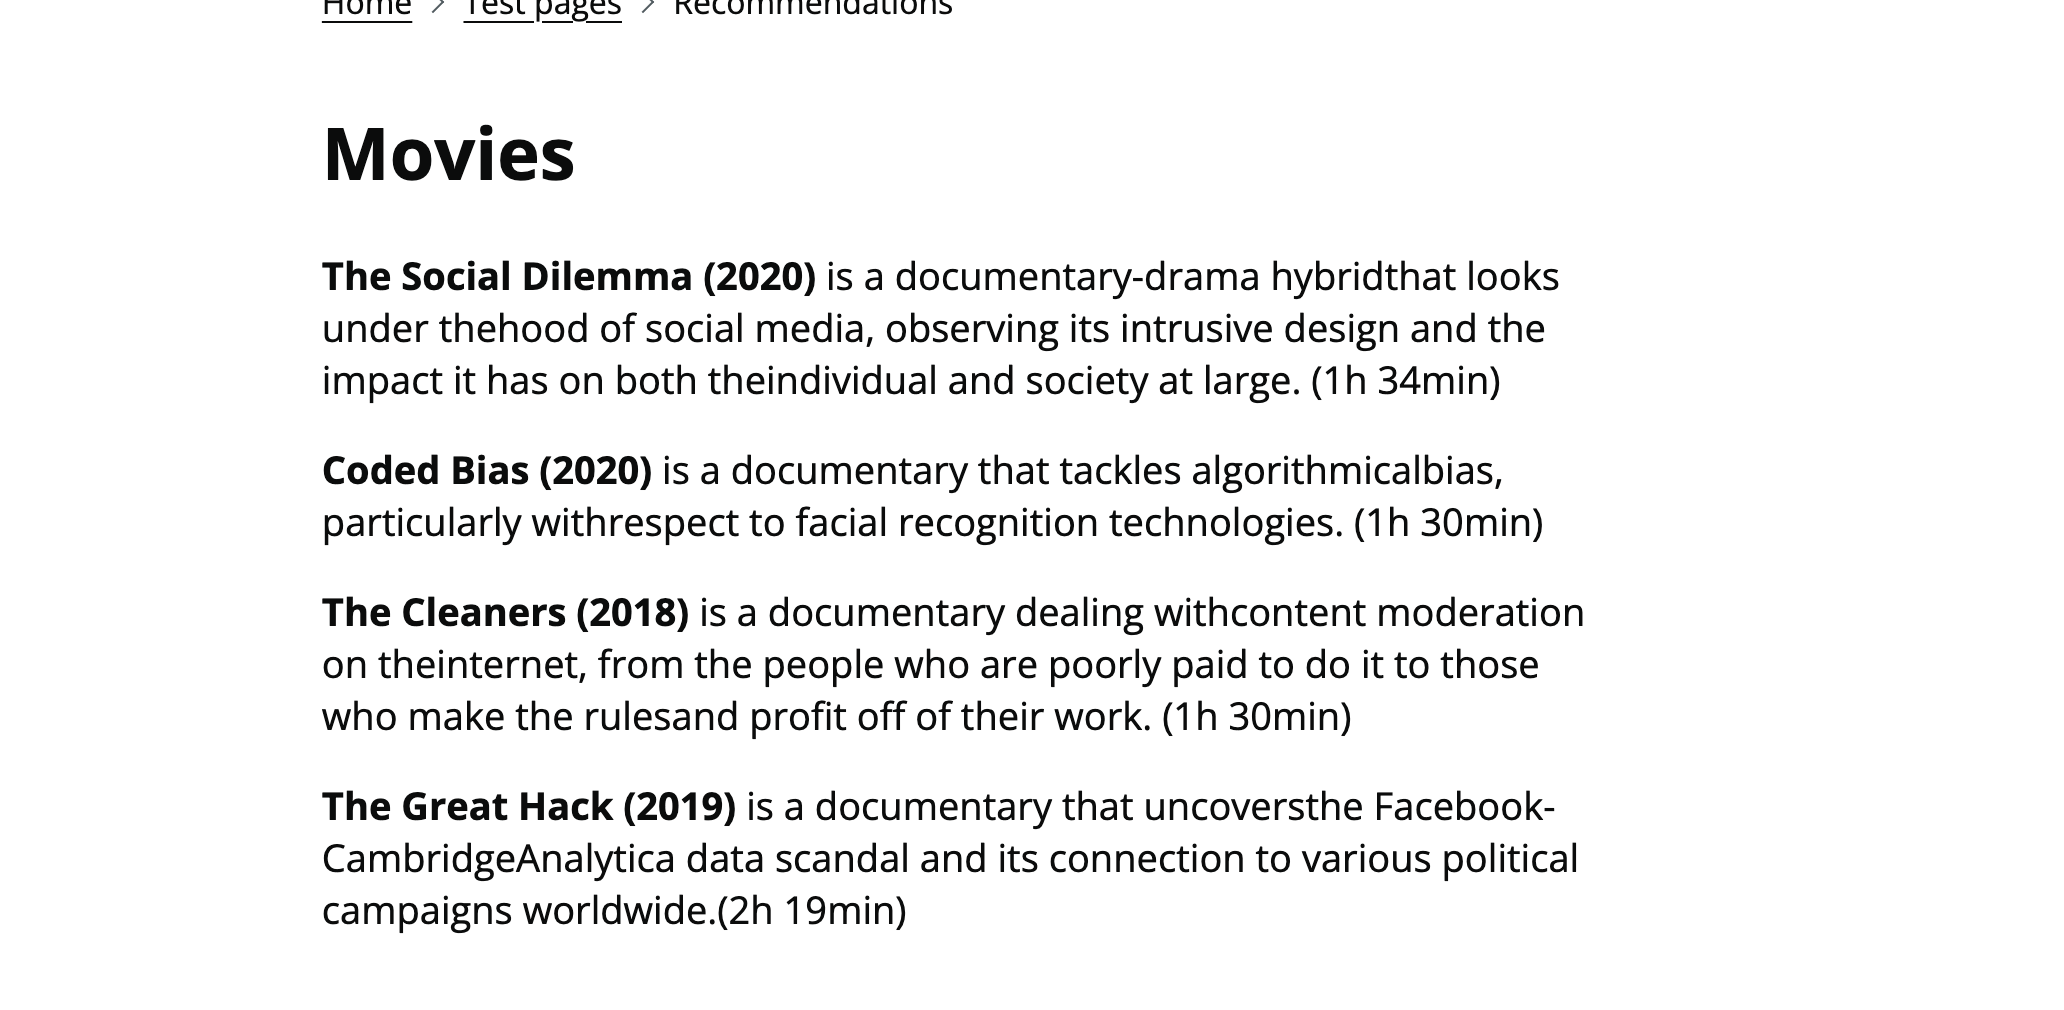 Home > Test pages > Recommendations
Movies
The Social Dilemma (2020) is a documentary-drama hybridthat looks
under thehood of social media, observing its intrusive design and the
impact it has on both theindividual and society at large. (1h 34min)
Coded Bias (2020) is a documentary that tackles algorithmicalbias,
particularly withrespect to facial recognition technologies. (1h 30min)
The Cleaners (2018) is a documentary dealing withcontent moderation
on theinternet, from the people who are poorly paid to do it to those
who make the rulesand profit off of their work. (1h 30min)
The Great Hack (2019) is a documentary that uncoversthe Facebook-
CambridgeAnalytica data scandal and its connection to various political
campaigns worldwide.(2h 19min)